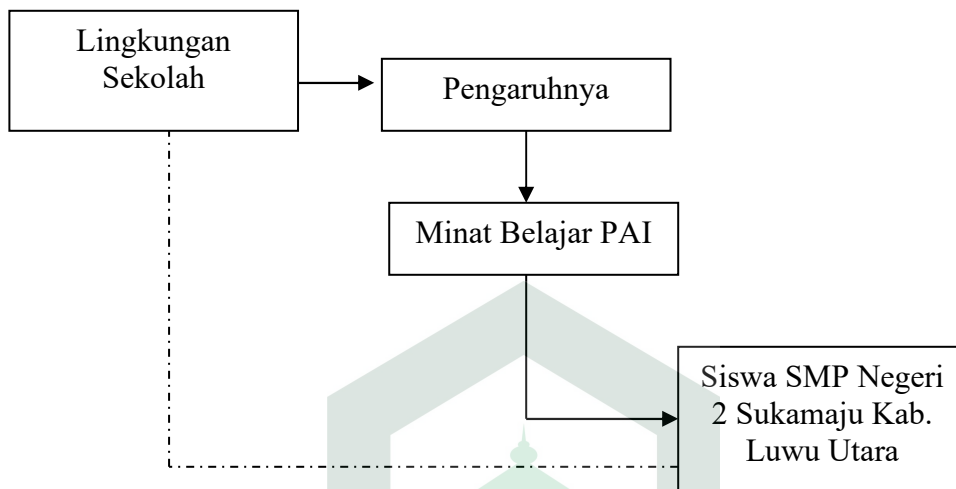 Lingkungan
Sekolah
Pengaruhnya
Minat Belajar PAI
Siswa SMP Negeri
2 Sukamaju Kab.
Luwu Utara